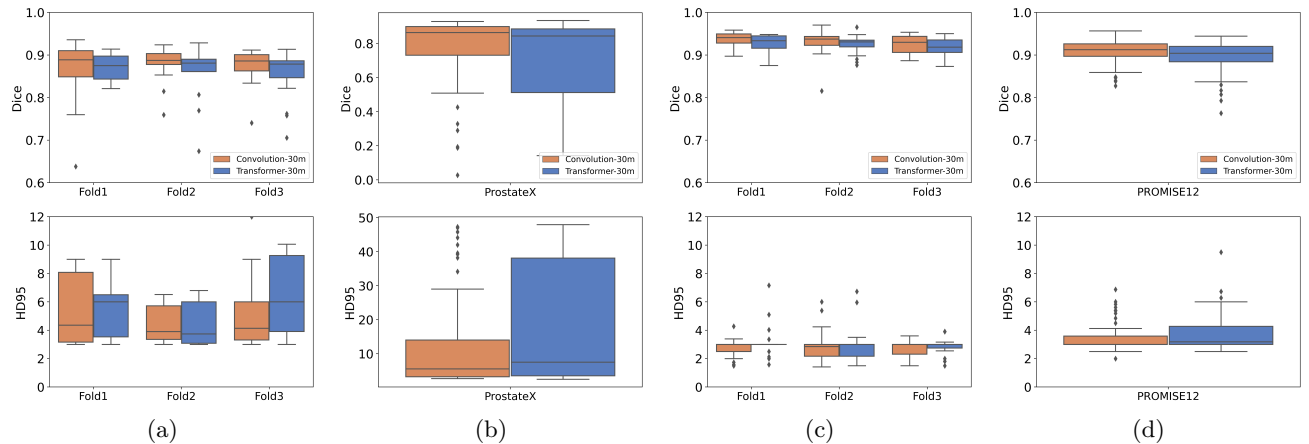 1.0
0.9
0.8
0.7
0.6
Dice
Fold1 Fold2 Fold3
Convolution-30m
Transformer-30m
0.8
0.6
0.4
0.2
0.0
Dice
ProstateX
Convolution-30m
Transformer-30m
1.0
0.9
0.8
0.7
0.6
Dice
Fold1 Fold2 Fold3
Convolution-30m
Transformer-30m
1.0
0.9
0.8
0.7
0.6
Dice
PROMISE12
Convolution-30m
Transformer-30m
12
10
8
6
4
2
0
HD95
Fold1 Fold2 Fold3
50
40
30
20
10
HD95
ProstateX
12
10
8
6
4
2
0
HD95
Fold1 Fold2 Fold3
12
10
8
6
4
2
0
HD95
PROMISE12
(a) (b) (c) (d)